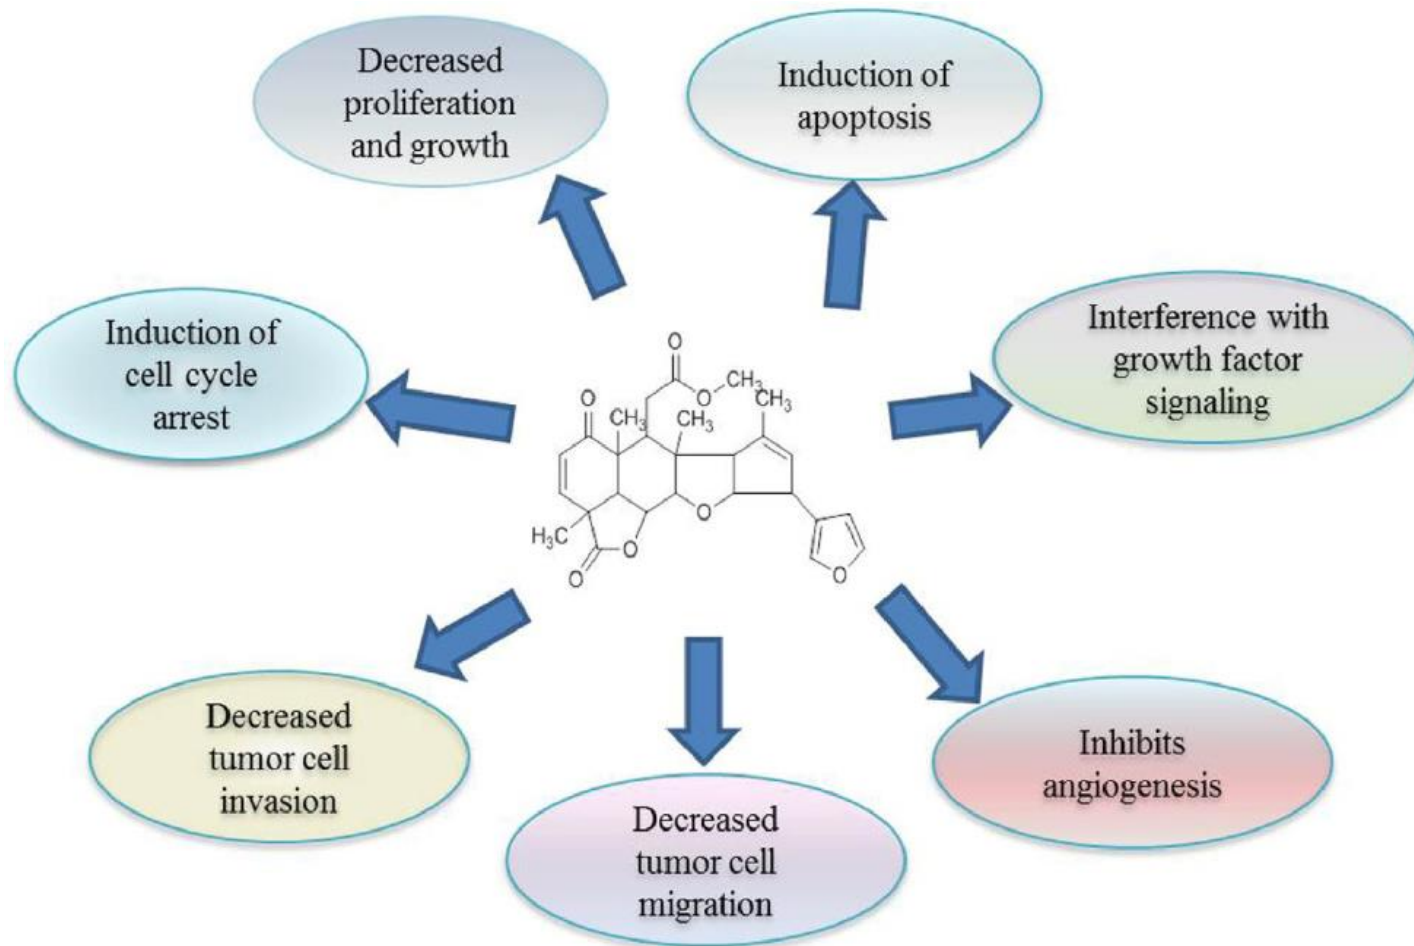 Decreased
proliferation
and growth
Induction of
apoptosis
Induction of
cell cycle
arrest
Interference with
growth factor
signaling
O
O
CH3
O
CH3
CH3
CH3
O
H3C
O
O
O
Decreased
tumor cell
invasion
Decreased
tumor cell
migration
Inhibits
angiogenesis